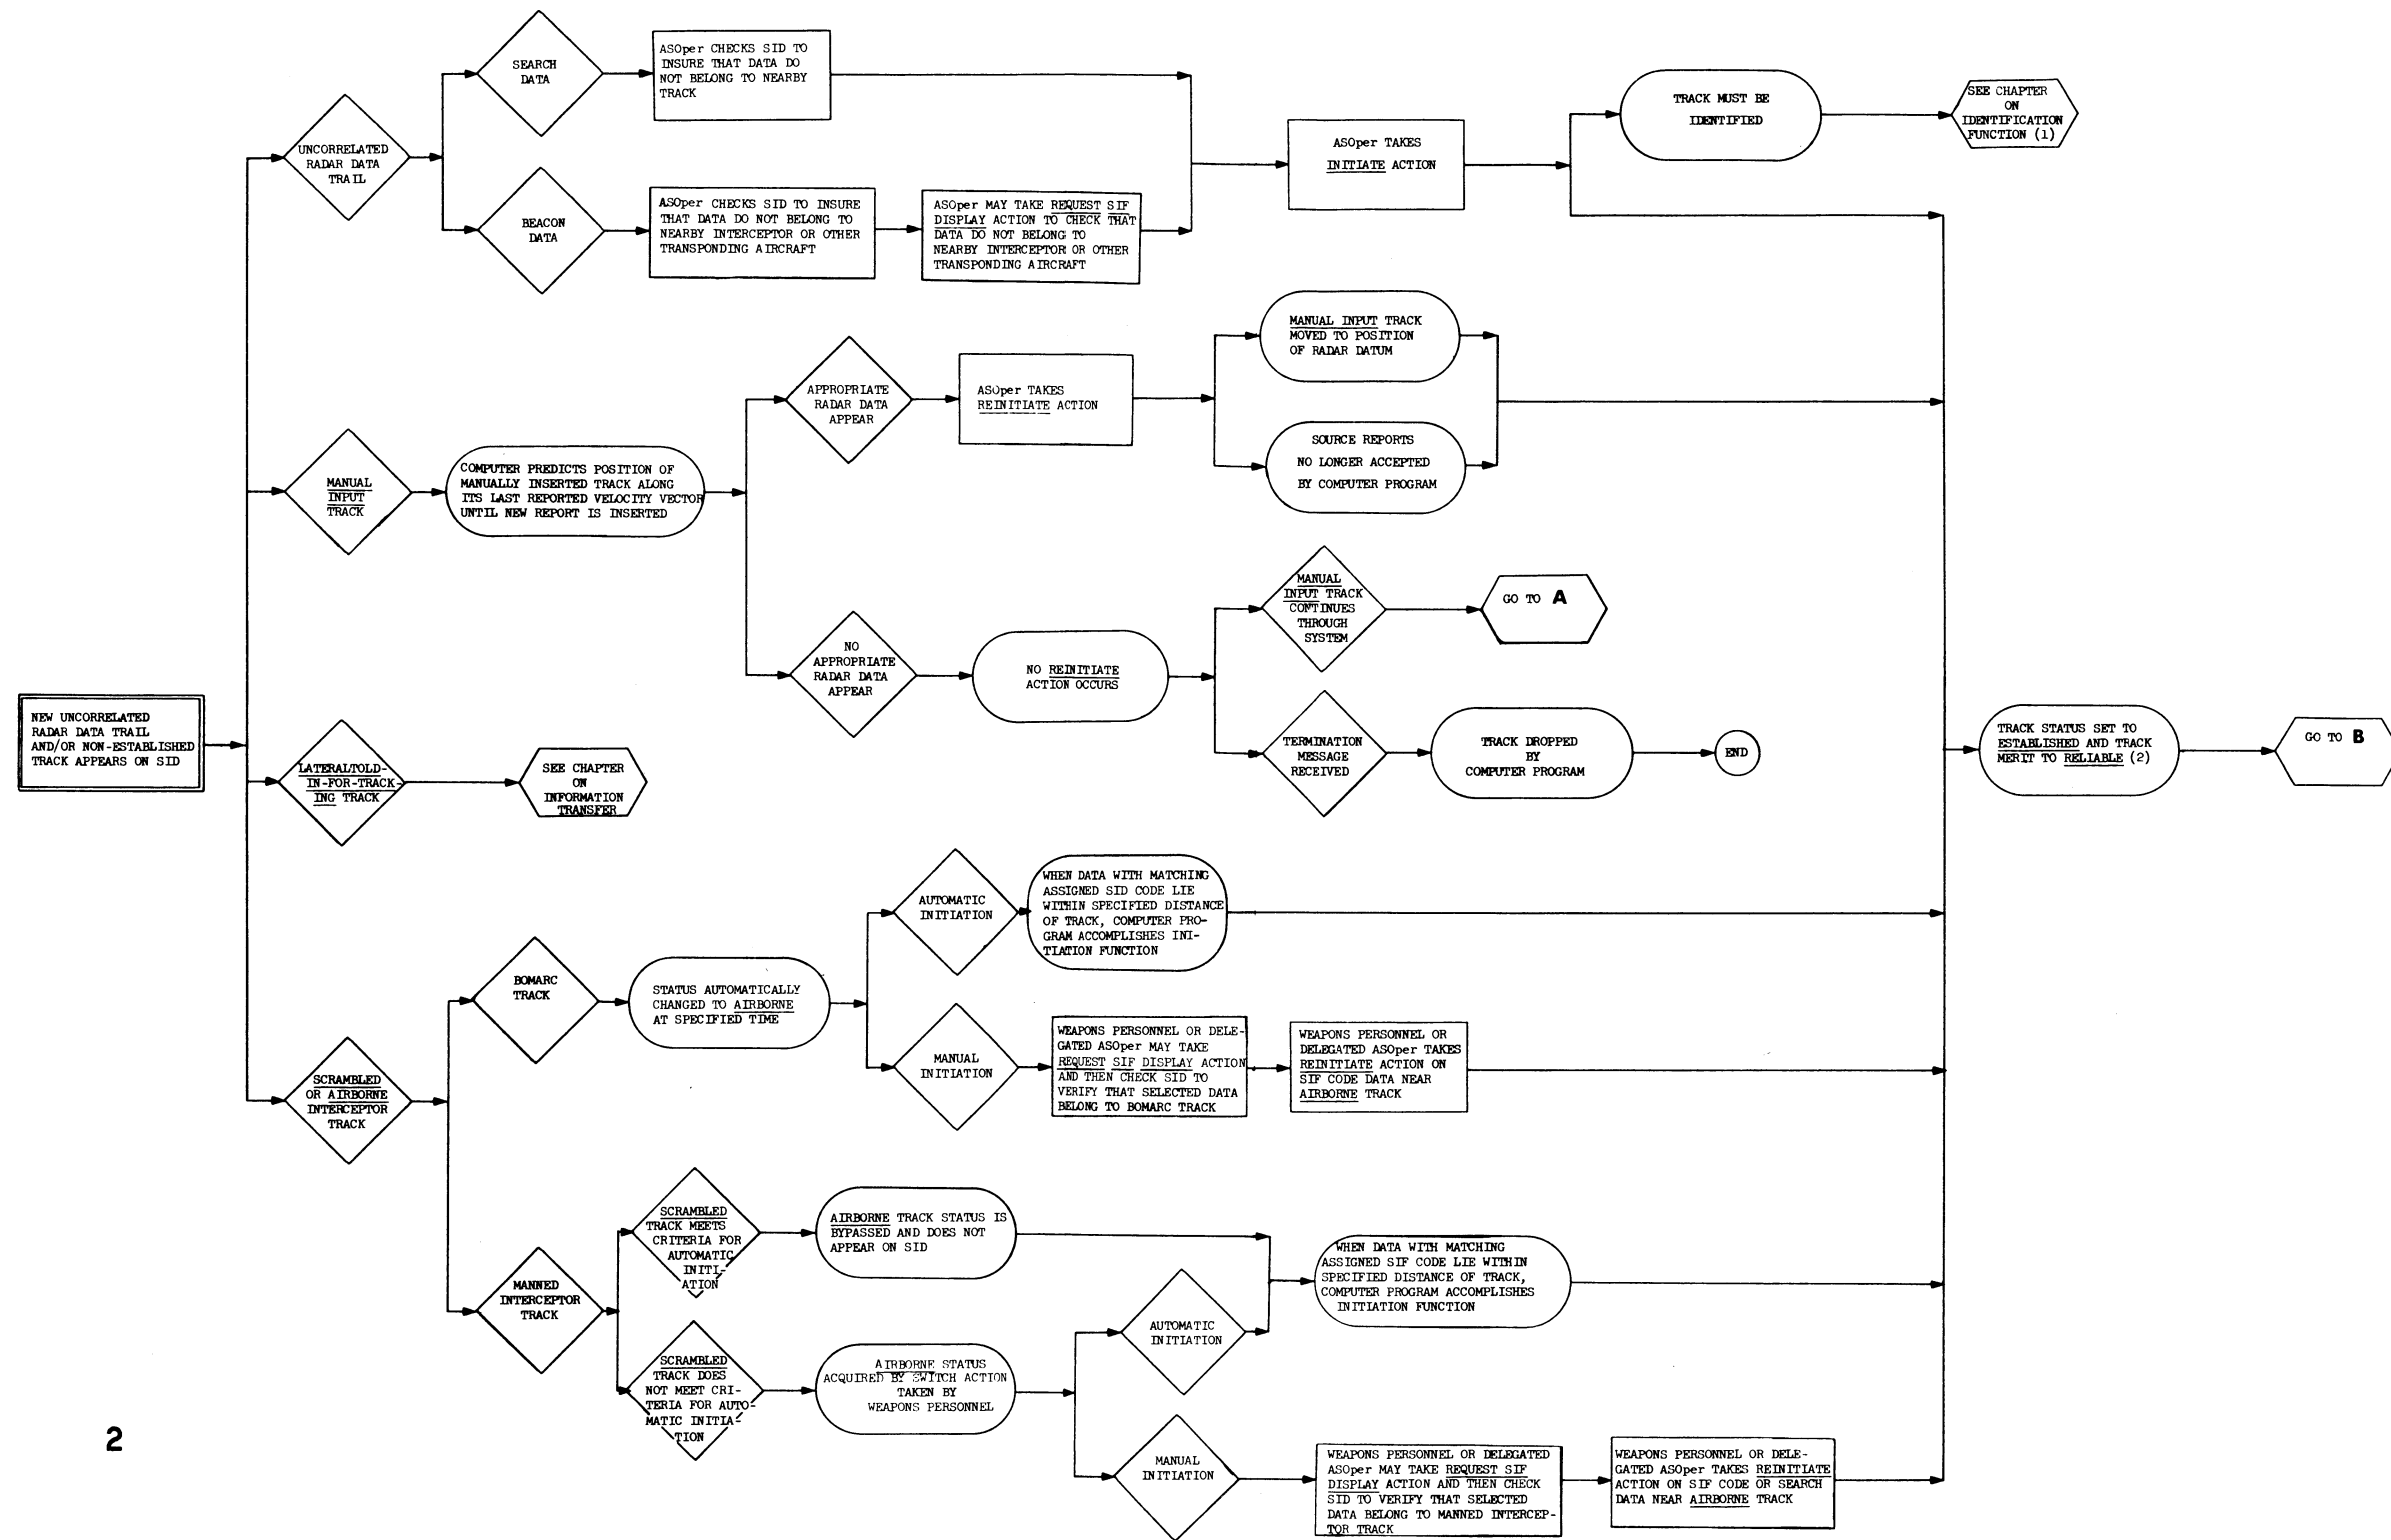 SEARCH
DATA
ASOper CHECKS SID TO
INSURE THAT DATA DO
NOT BELONG TO NEARBY
TRACK
UNCORRELATED
RADAR DATA
TRAIL
BEACON
DATA
ASOper CHECKS SID TO INSURE
THAT DATA DO NOT BELONG TO
NEARBY INTERCEPTOR OR OTHER
TRANSPONDING AIRCRAFT
ASOper MAY TAKE REQUEST SIF
DISPLAY ACTION TO CHECK THAT
DATA DO NOT BELONG TO
NEARBY INTERCEPTOR OR OTHER
TRANSPONDING AIRCRAFT
ASOper TAKES
INITIATE ACTION
TRACK MUST BE
IDENTIFIED
SEE CHAPTER
ON
IDENTIFICATION
FUNCTION (1)
MANUAL
INPUT
TRACK
COMPUTER PREDICTS POSITION OF
MANUALLY INSERTED TRACK ALONG
ITS LAST REPORTED VELOCITY VECTOR
UNTIL NEW REPORT IS INSERTED
APPROPRIATE
RADAR DATA
APPEAR
ASOper TAKES
REINITIATE ACTION
MANUAL INPUT TRACK
MOVED TO POSITION
OF RADAR DATUM
SOURCE REPORTS
NO LONGER ACCEPTED
BY COMPUTER PROGRAM
NO
APPROPRIATE
RADAR DATA
APPEAR
NO REINITIATE
ACTION OCCURS
MANUAL
INPUT TRACK
CONTINUES
THROUGH
SYSTEM
GO TO A
TERMINATION
MESSAGE
RECEIVED
TRACK DROPPED
BY
COMPUTER PROGRAM
END
NEW UNCORRELATED
RADAR DATA TRAIL
AND/OR NON-ESTABLISHED
TRACK APPEARS ON SID
LATERALTOLD-
IN-FOR-TRACK-
ING TRACK
SEE CHAPTER
ON
INFORMATION
TRANSFER
TRACK STATUS SET TO
ESTABLISHED AND TRACK
MERIT TO RELIABLE (2)
GO TO B
SCRAMBLED
OR AIRBORNE
INTERCEPTOR
TRACK
BOMARC
TRACK
STATUS AUTOMATICALLY
CHANGED TO AIRBORNE
AT SPECIFIED TIME
AUTOMATIC
INITIATION
WHEN DATA WITH MATCHING
ASSIGNED SID CODE LIE
WITHIN SPECIFIED DISTANCE
OF TRACK, COMPUTER PRO-
GRAM ACCOMPLISHES INI-
TIATION FUNCTION
MANUAL
INITIATION
WEAPONS PERSONNEL OR DELE-
GATED ASOper MAY TAKE
REQUEST SIF DISPLAY ACTION
AND THEN CHECK SID TO
VERIFY THAT SELECTED DATA
BELONG TO BOMARC TRACK
WEAPONS PERSONNEL OR
DELEGATED ASOper TAKES
REINITIATE ACTION ON
SIF CODE DATA NEAR
AIRBORNE TRACK
MANNED
INTERCEPTOR
TRACK
SCRAMBLED
TRACK MEETS
CRITERIA FOR
AUTOMATIC
INITI-
ATION
AIRBORNE TRACK STATUS IS
BYPASSED AND DOES NOT
APPEAR ON SID
WHEN DATA WITH MATCHING
ASSIGNED SIF CODE LIE WITHIN
SPECIFIED DISTANCE OF TRACK,
COMPUTER PROGRAM ACCOMPLISHES
INITIATION FUNCTION
SCRAMBLED
TRACK DOES
NOT MEET CRI-
TERIA FOR AUTO-
MATIC INITIA-
TION
AIRBORNE STATUS
ACQUIRED BY SWITCH ACTION
TAKEN BY
WEAPONS PERSONNEL
AUTOMATIC
INITIATION
MANUAL
INITIATION
WEAPONS PERSONNEL OR DELEGATED
ASOper MAY TAKE REQUEST SIF
DISPLAY ACTION AND THEN CHECK
SID TO VERIFY THAT SELECTED
DATA BELONG TO MANNED INTERCEP-
TOR TRACK
WEAPONS PERSONNEL OR DELE-
GATED ASOper TAKES REINITIATE
ACTION ON SIF CODE OR SEARCH
DATA NEAR AIRBORNE TRACK
2